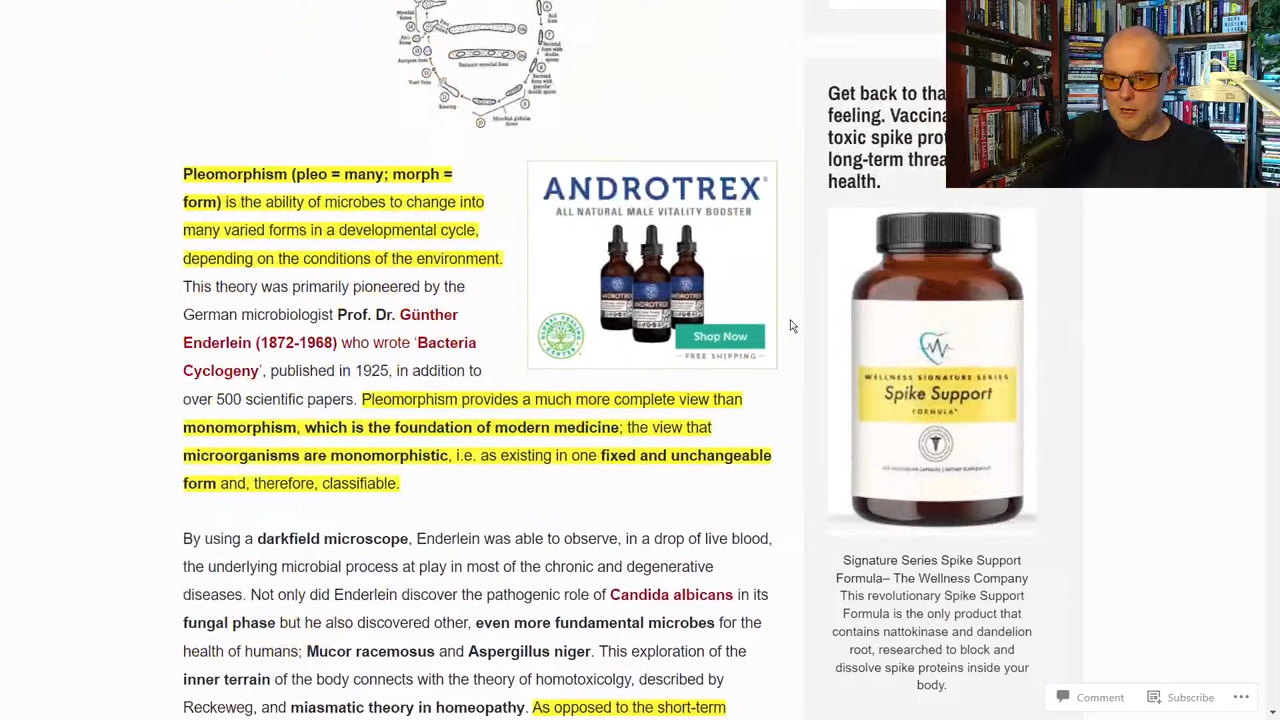 Pleomorphism (pleo = many; morph =
form) is the ability of microbes to change into
many varied forms in a developmental cycle,
depending on the conditions of the environment.
This theory was primarily pioneered by the
German microbiologist Prof. Dr. Günther
Enderlein (1872-1968) who wrote ‘Bacteria
Cyclogeny’, published in 1925, in addition to
over 500 scientific papers. Pleomorphism provides a much more complete view than
monomorphism, which is the foundation of modern medicine; the view that
microorganisms are monomorphistic, i.e. as existing in one fixed and unchangeable
form and, therefore, classifiable.
By using a darkfield microscope, Enderlein was able to observe, in a drop of live blood,
the underlying microbial process at play in most of the chronic and degenerative
diseases. Not only did Enderlein discover the pathogenic role of Candida albicans in its
fungal phase but he also discovered other, even more fundamental microbes for the
health of humans; Mucor racemosus and Aspergillus niger. This exploration of the
inner terrain of the body connects with the theory of homotoxicolgy, described by
Reckeweg, and miasmatic theory in homeopathy. As opposed to the short-term
ANDROTREX®
ALL NATURAL MALE VITALITY BOOSTER
ANDROTREX
GLOBAL HEALING CENTER
Shop Now
FREE SHIPPING
Get back to tha
feeling. Vaccina
toxic spike prot
long-term threa
health.
WELLNESS SIGNATURE SERIES
Spike Support
FORMULA
Signature Series Spike Support
Formula– The Wellness Company
This revolutionary Spike Support
Formula is the only product that
contains nattokinase and dandelion
root, researched to block and
dissolve spike proteins inside your
body.
Comment
Subscribe